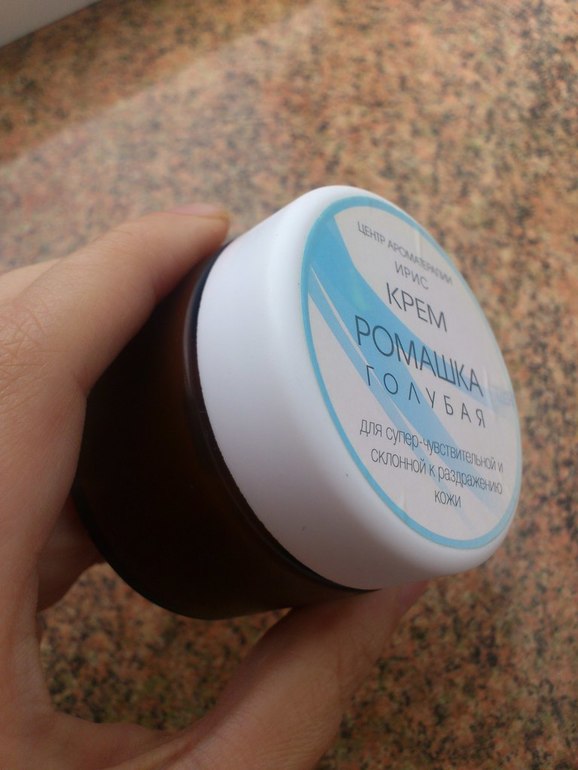 ЦЕНТР АРОМАТЕРАПИИ
ИРИС
КРЕМ
РОМАШКА
ГОЛУБАЯ
для супер-чувствительной и
склонной к раздражению
кожи